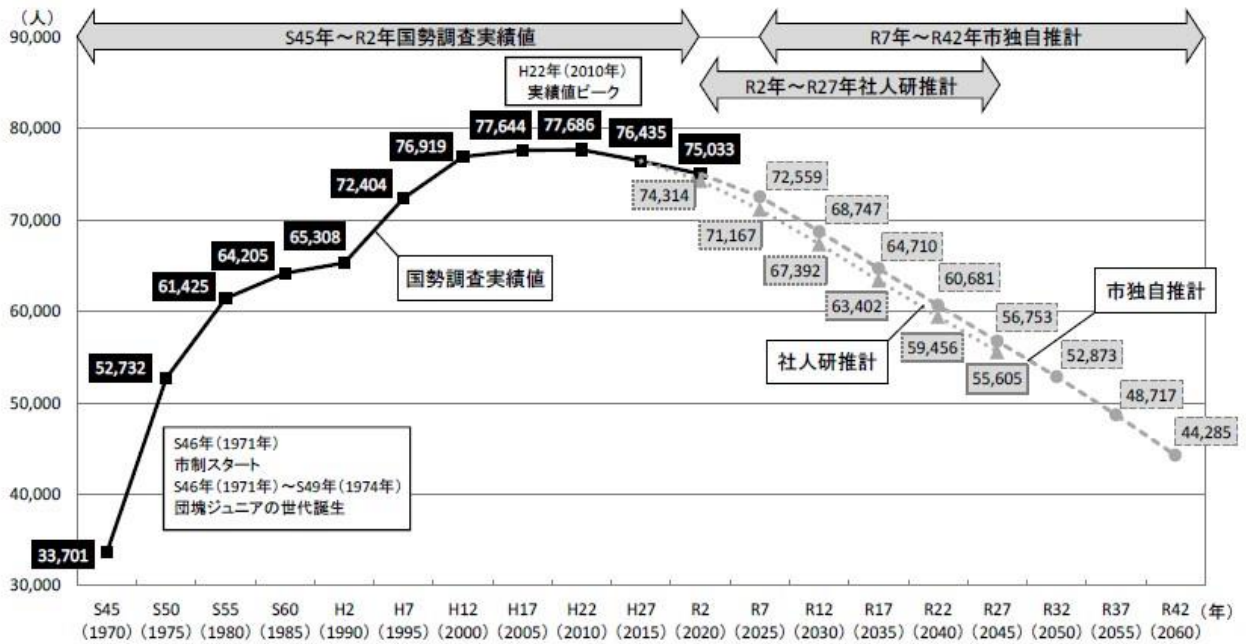 (人)
90,000
80,000
70,000
60,000
50,000
40,000
30,000
S45年～R2年国勢調査実績値
R7年～R42年市独自推計
R2年～R27年社人研推計
H22年(2010年)
実績値ピーク
33,701
52,732
61,425
64,205
65,308
72,404
76,919
77,644
77,686
76,435
75,033
74,314
71,167
67,392
63,402
59,456
55,605
72,559
68,747
64,710
60,681
56,753
52,873
48,717
44,285
国勢調査実績値
社人研推計
市独自推計
S46年(1971年)
市制スタート
S46年(1971年)～S49年(1974年)
団塊ジュニアの世代誕生
S45 S50 S55 S60 H2 H7 H12 H17 H22 H27 R2 R7 R12 R17 R22 R27 R32 R37 R42 (年)
(1970) (1975) (1980) (1985) (1990) (1995) (2000) (2005) (2010) (2015) (2020) (2025) (2030) (2035) (2040) (2045) (2050) (2055) (2060)